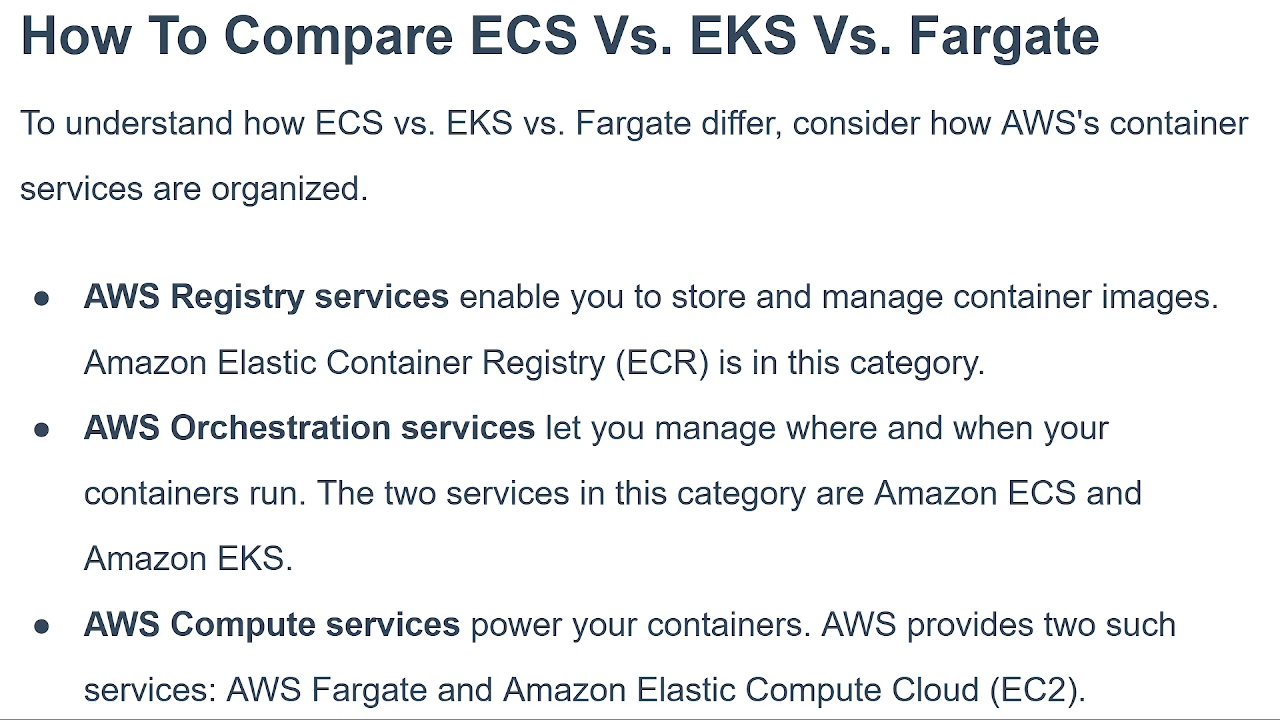 How To Compare ECS Vs. EKS Vs. Fargate
To understand how ECS vs. EKS vs. Fargate differ, consider how AWS's container
services are organized.
● AWS Registry services enable you to store and manage container images.
Amazon Elastic Container Registry (ECR) is in this category.
● AWS Orchestration services let you manage where and when your
containers run. The two services in this category are Amazon ECS and
Amazon EKS.
● AWS Compute services power your containers. AWS provides two such
services: AWS Fargate and Amazon Elastic Compute Cloud (EC2).